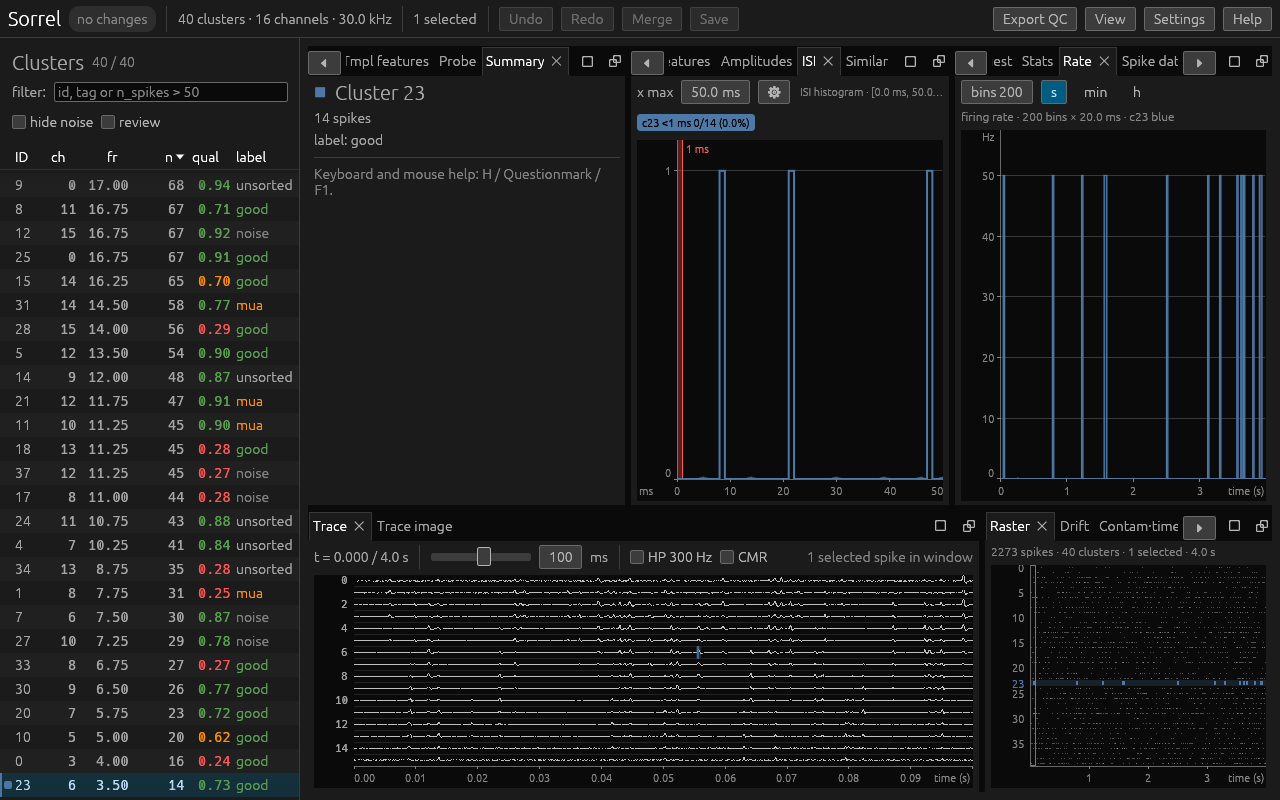 Sorrel no changes 40 clusters · 16 channels · 30.0 kHz 1 selected Undo Redo Merge Save Export QC View Settings Help
Clusters 40 / 40
filter: id, tag or n_spikes > 50
hide noise review
ID ch fr n qual label
9 0 17.00 68 0.94 unsorted
8 11 16.75 67 0.71 good
12 15 16.75 67 0.92 noise
25 0 16.75 67 0.91 good
15 14 16.25 65 0.70 good
31 14 14.50 58 0.77 mua
28 15 14.00 56 0.29 good
5 12 13.50 54 0.90 good
14 9 12.00 48 0.87 unsorted
21 12 11.75 47 0.91 mua
11 10 11.25 45 0.90 mua
18 13 11.25 45 0.28 good
37 12 11.25 45 0.27 noise
17 8 11.00 44 0.28 noise
24 11 10.75 43 0.88 unsorted
4 7 10.25 41 0.84 unsorted
34 13 8.75 35 0.28 unsorted
1 8 7.75 31 0.25 mua
7 6 7.50 30 0.87 noise
27 10 7.25 29 0.78 noise
33 8 6.75 27 0.27 good
30 9 6.50 26 0.77 good
20 7 5.75 23 0.72 good
10 5 5.00 20 0.62 good
0 3 4.00 16 0.24 good
23 6 3.50 14 0.73 good
features Probe Summary
Cluster 23
14 spikes
label: good
Keyboard and mouse help: H / Questionmark /
F1.
Amplitudes ISI Similar
x max 50.0 ms ISI histogram · [0.0 ms, 50.0…
c23 <1 ms 0/14 (0.0%)
1 ms
1
0
ms 0 10 20 30 40 50
Stats Rate Spike dat
bins 200 s min h
firing rate · 200 bins × 20.0 ms · c23 blue
Hz
50
40
30
20
10
0
0 1 2 3 time (s)
Trace Trace image
t = 0.000 / 4.0 s 100 ms HP 300 Hz CMR 1 selected spike in window
0
2
4
6
8
10
12
14
0.00 0.01 0.02 0.03 0.04 0.05 0.06 0.07 0.08 0.09 time (s)
Raster Drift Contam-time
2273 spikes · 40 clusters · 1 selected · 4.0 s
0
5
10
15
20
23
25
30
35
1 2 3 time (s)